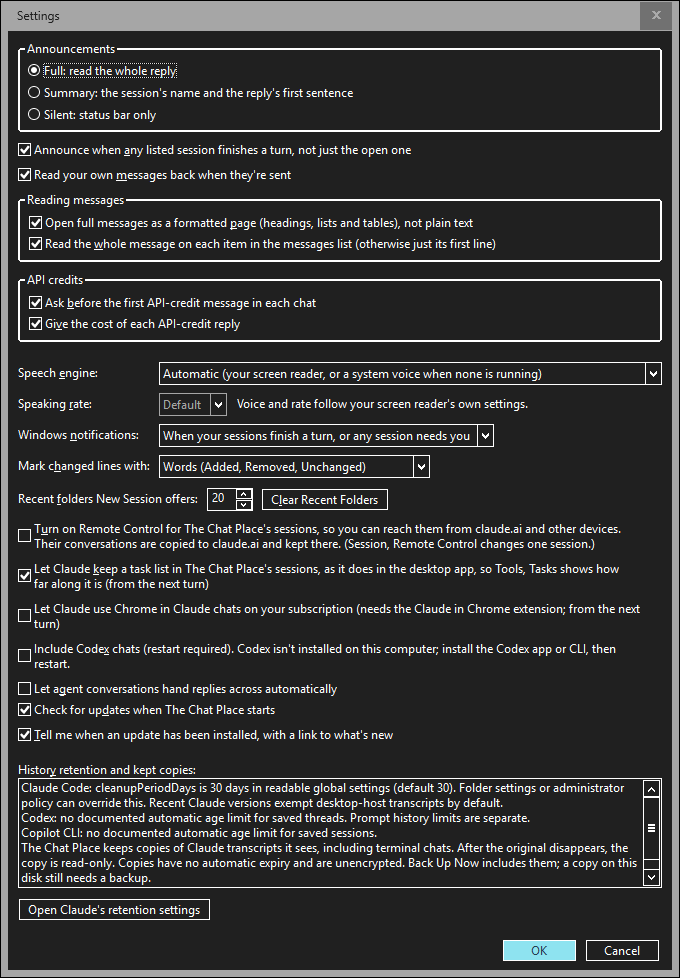 Settings
Announcements
Full: read the whole reply
Summary: the session's name and the reply's first sentence
Silent: status bar only
Announce when any listed session finishes a turn, not just the open one
Read your own messages back when they're sent
Reading messages
Open full messages as a formatted page (headings, lists and tables), not plain text
Read the whole message on each item in the messages list (otherwise just its first line)
API credits
Ask before the first API-credit message in each chat
Give the cost of each API-credit reply
Speech engine: Automatic (your screen reader, or a system voice when none is running)
Speaking rate: Default Voice and rate follow your screen reader's own settings.
Windows notifications: When your sessions finish a turn, or any session needs you
Mark changed lines with: Words (Added, Removed, Unchanged)
Recent folders New Session offers: 20 Clear Recent Folders
Turn on Remote Control for The Chat Place's sessions, so you can reach them from claude.ai and other devices.
Their conversations are copied to claude.ai and kept there. (Session, Remote Control changes one session.)
Let Claude keep a task list in The Chat Place's sessions, as it does in the desktop app, so Tools, Tasks shows how
far along it is (from the next turn)
Let Claude use Chrome in Claude chats on your subscription (needs the Claude in Chrome extension; from the next
turn)
Include Codex chats (restart required). Codex isn't installed on this computer; install the Codex app or CLI, then
restart.
Let agent conversations hand replies across automatically
Check for updates when The Chat Place starts
Tell me when an update has been installed, with a link to what's new
History retention and kept copies:
Claude Code: cleanupPeriodDays is 30 days in readable global settings (default 30). Folder settings or administrator
policy can override this. Recent Claude versions exempt desktop-host transcripts by default.
Codex: no documented automatic age limit for saved threads. Prompt history limits are separate.
Copilot CLI: no documented automatic age limit for saved sessions.
The Chat Place keeps copies of Claude transcripts it sees, including terminal chats. After the original disappears, the
copy is read-only. Copies have no automatic expiry and are unencrypted. Back Up Now includes them; a copy on this
disk still needs a backup.
Open Claude's retention settings
OK Cancel